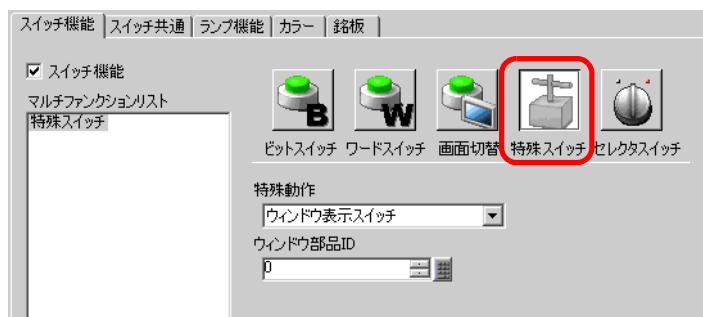 スイッチ機能 スイッチ共通 ランプ機能 カラー 銘板
スイッチ機能
マルチファンクションリスト
特殊スイッチ
B W
ビットスイッチ ワードスイッチ 画面切替 特殊スイッチ セレクタスイッチ
特殊動作
ウィンドウ表示スイッチ
ウィンドウ部品ID
0